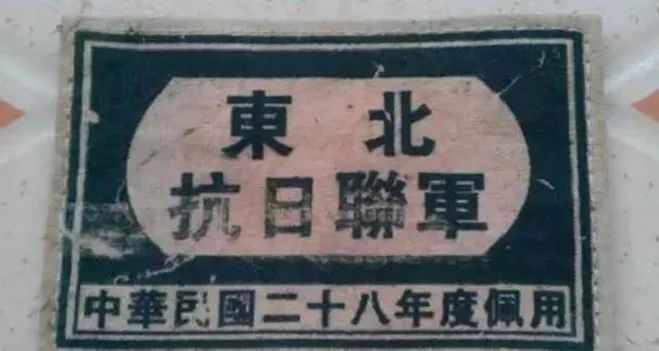 東北
抗日聯軍
中華民國二十八年度佩用